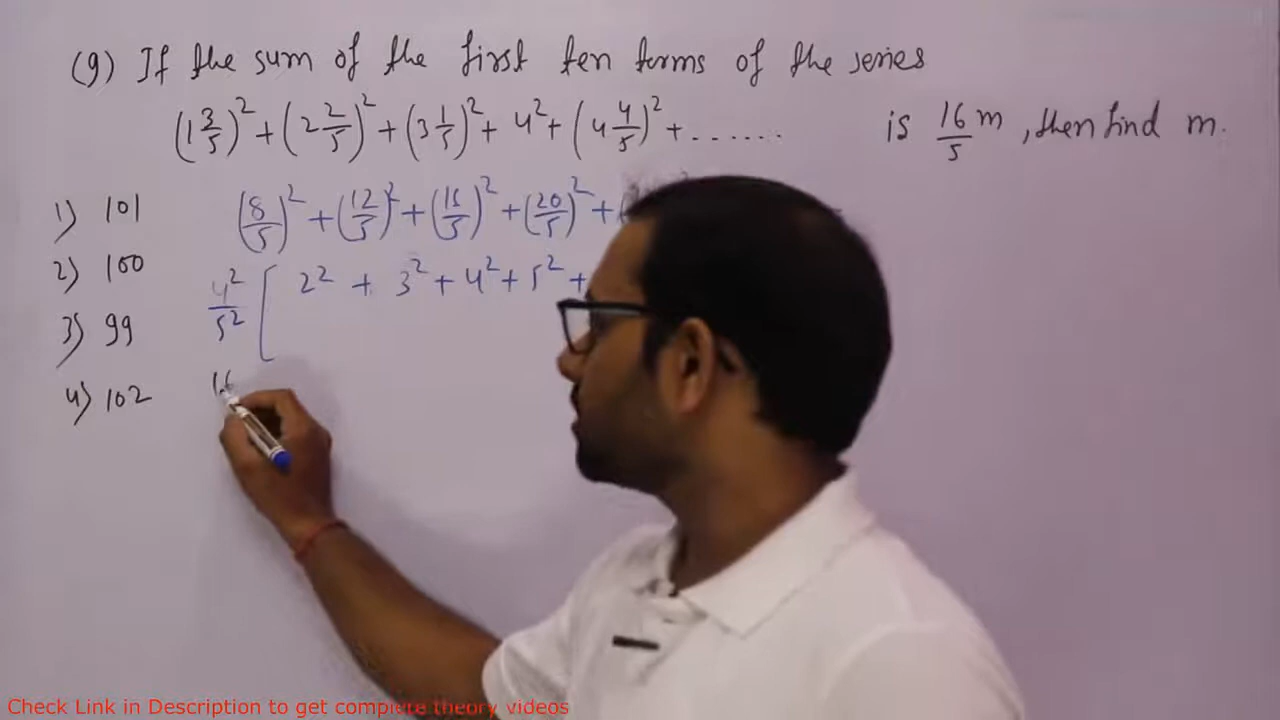 (9) If the sum of the first ten terms of the series
(1 3/5)² + (2 2/5)² + (3 1/5)² + 4² + (4 4/5)² + ....... is 16/5 m, then find m.
1) 101
2) 100
3) 99
4) 102
(8/5)² + (12/5)² + (16/5)² + (20/5)² + (
4²/5² [ 2² + 3² + 4² + 5² +
16
Check Link in Description to get complete theory videos